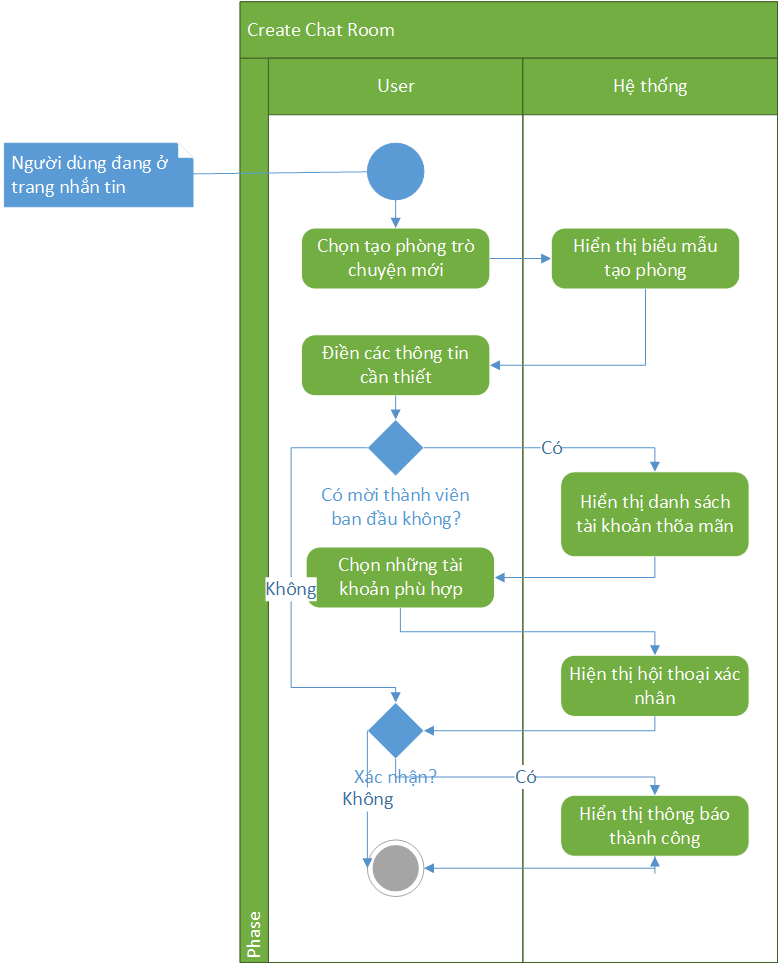 Create Chat Room
User
Hệ thống
Người dùng đang ở
trang nhắn tin
Chọn tạo phòng trò
chuyện mới
Hiển thị biểu mẫu
tạo phòng
Điền các thông tin
cần thiết
Có
Có mời thành viên
ban đầu không?
Hiển thị danh sách
tài khoản thõa mãn
Chọn những tài
khoản phù hợp
Không
Hiện thị hội thoại xác
nhân
Xác nhận?
Có
Không
Hiển thị thông báo
thành công
Phase